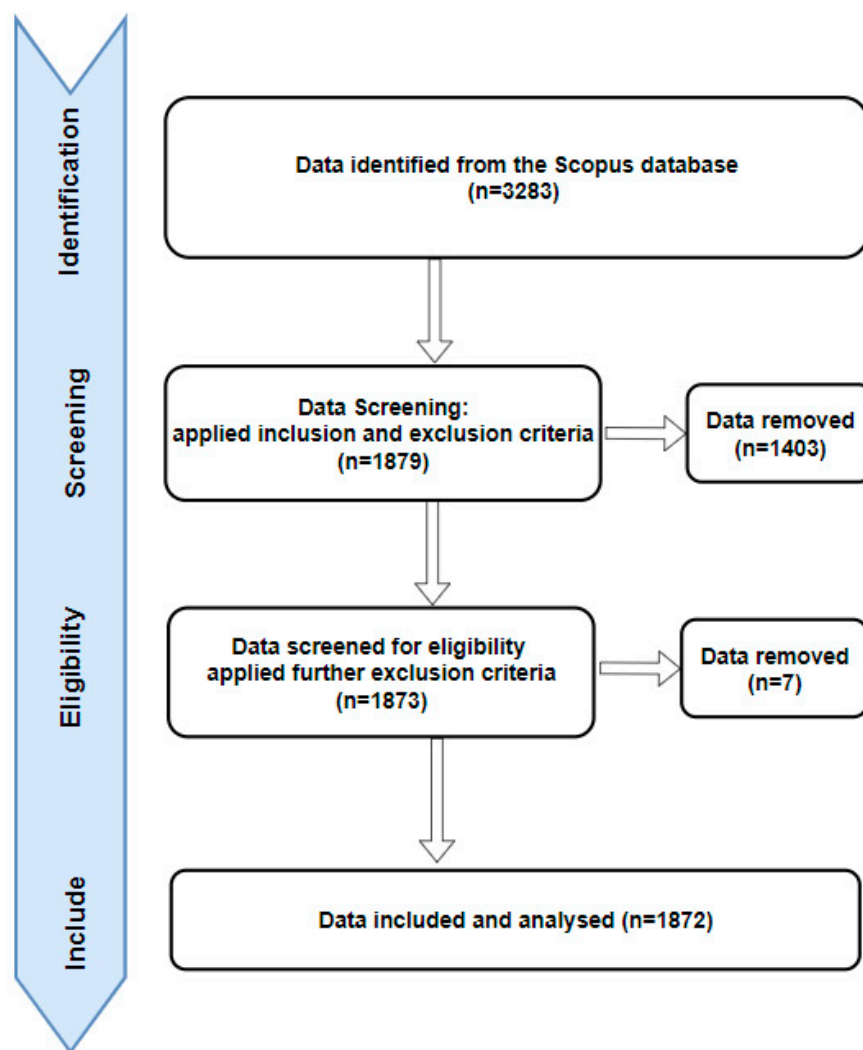 Identification
Data identified from the Scopus database
(n=3283)
Screening
Data Screening:
applied inclusion and exclusion criteria
(n=1879)
Data removed
(n=1403)
Eligibility
Data screened for eligibility
applied further exclusion criteria
(n=1873)
Data removed
(n=7)
Include
Data included and analysed (n=1872)